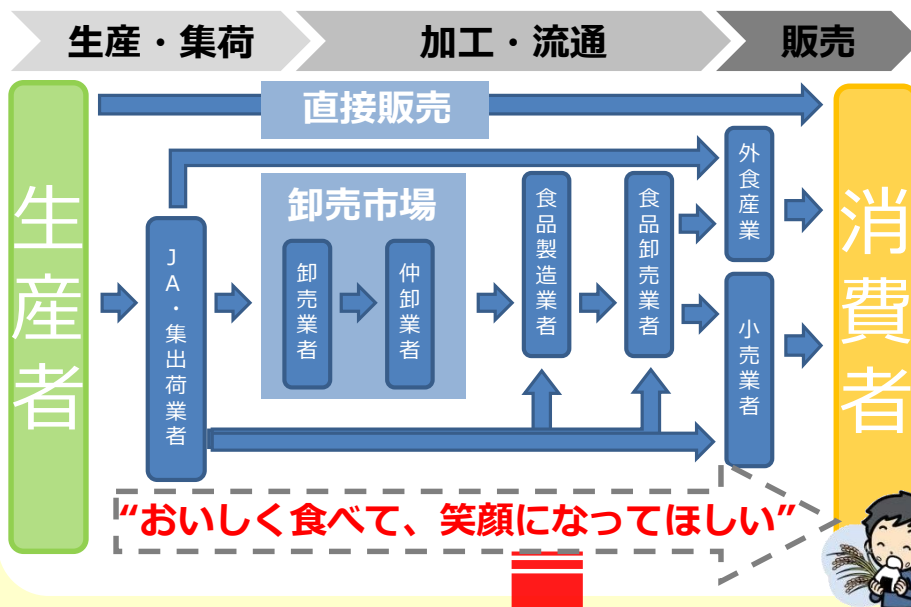 生産・集荷
加工・流通
販売
直接販売
生産者
JA・集出荷業者
卸売市場
卸売業者
仲卸業者
食品製造業者
食品卸売業者
外食産業
小売業者
消費者
“おいしく食べて、笑顔になってほしい”